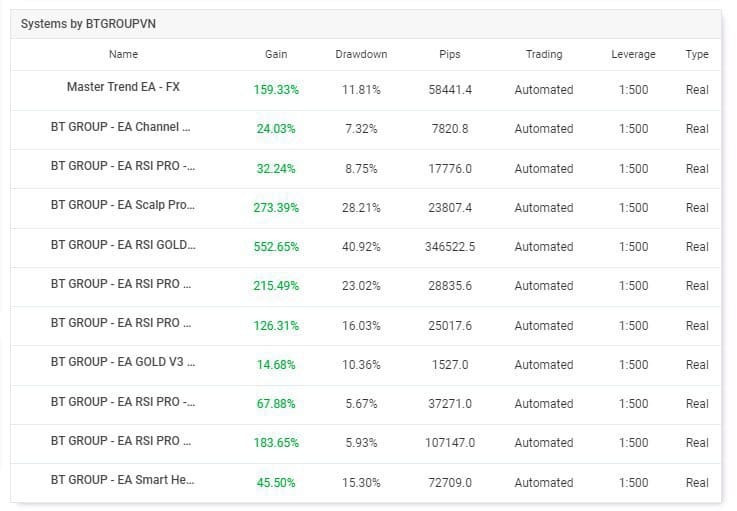 Systems by BTGROUPVN
Name Gain Drawdown Pips Trading Leverage Type
Master Trend EA - FX 159.33% 11.81% 58441.4 Automated 1:500 Real
BT GROUP - EA Channel ... 24.03% 7.32% 7820.8 Automated 1:500 Real
BT GROUP - EA RSI PRO -... 32.24% 8.75% 17776.0 Automated 1:500 Real
BT GROUP - EA Scalp Pro... 273.39% 28.21% 23807.4 Automated 1:500 Real
BT GROUP - EA RSI GOLD... 552.65% 40.92% 346522.5 Automated 1:500 Real
BT GROUP - EA RSI PRO ... 215.49% 23.02% 28835.6 Automated 1:500 Real
BT GROUP - EA RSI PRO ... 126.31% 16.03% 25017.6 Automated 1:500 Real
BT GROUP - EA GOLD V3 ... 14.68% 10.36% 1527.0 Automated 1:500 Real
BT GROUP - EA RSI PRO -... 67.88% 5.67% 37271.0 Automated 1:500 Real
BT GROUP - EA RSI PRO ... 183.65% 5.93% 107147.0 Automated 1:500 Real
BT GROUP - EA Smart He... 45.50% 15.30% 72709.0 Automated 1:500 Real